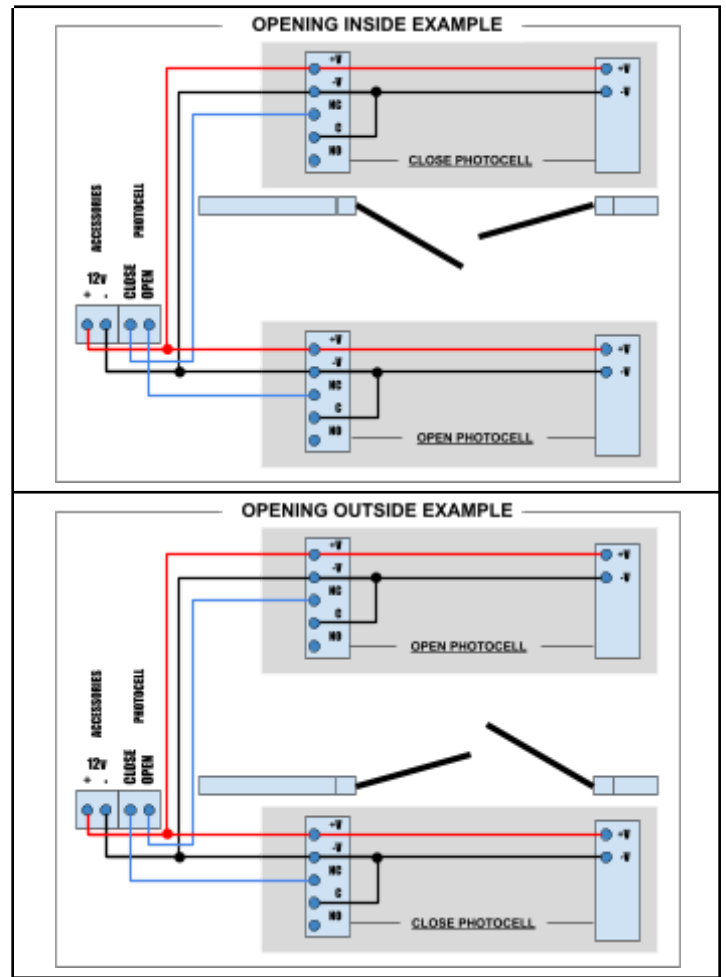 OPENING INSIDE EXAMPLE
+V
-V
NC
C
NO
+V
-V
CLOSE PHOTOCELL
ACCESSORIES
PHOTOCELL
12v
+ -
CLOSE
OPEN
+V
-V
NC
C
NO
+V
-V
OPEN PHOTOCELL
OPENING OUTSIDE EXAMPLE
+V
-V
NC
C
NO
+V
-V
OPEN PHOTOCELL
ACCESSORIES
PHOTOCELL
12v
+ -
CLOSE
OPEN
+V
-V
NC
C
NO
+V
-V
CLOSE PHOTOCELL